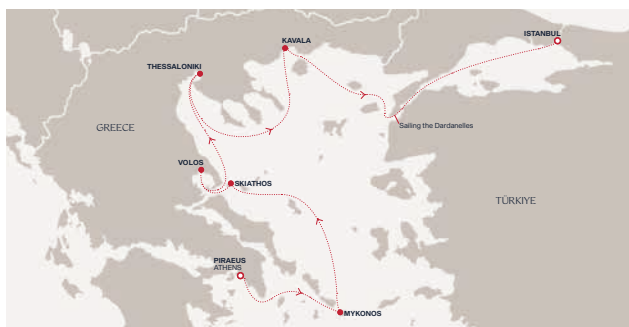 ISTANBUL
KAVALA
THESSALONIKI
Sailing the Dardanelles
GREECE
VOLOS
SKIATHOS
TÜRKIYE
PIRAEUS
ATHENS
MYKONOS